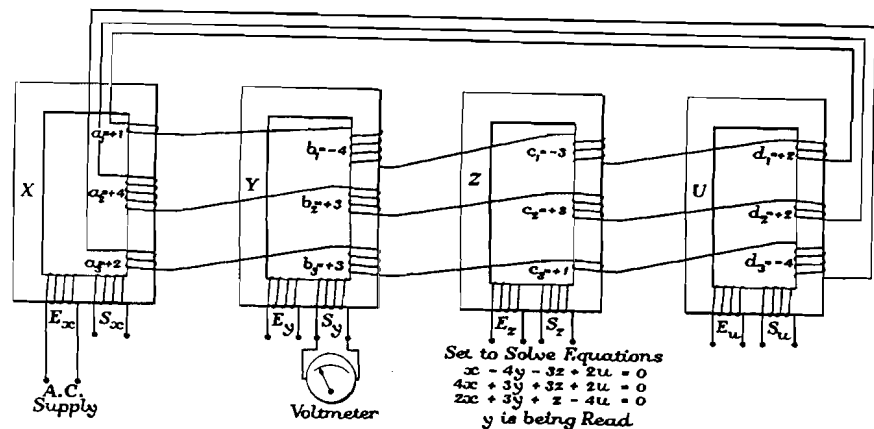 X
a₁=+1
a₂=+4
a₃=+2
Eₓ
Sₓ
A.C.
Supply
Y
b₁=-4
b₂=+3
b₃=+3
E_y
S_y
Voltmeter
Z
c₁=-3
c₂=+3
c₃=+1
E_z
S_z
U
d₁=+2
d₂=+2
d₃=-4
E_u
S_u
Set to Solve Equations
x - 4y - 3z + 2u = 0
4x + 3y + 3z + 2u = 0
2x + 3y + z - 4u = 0
y is being Read